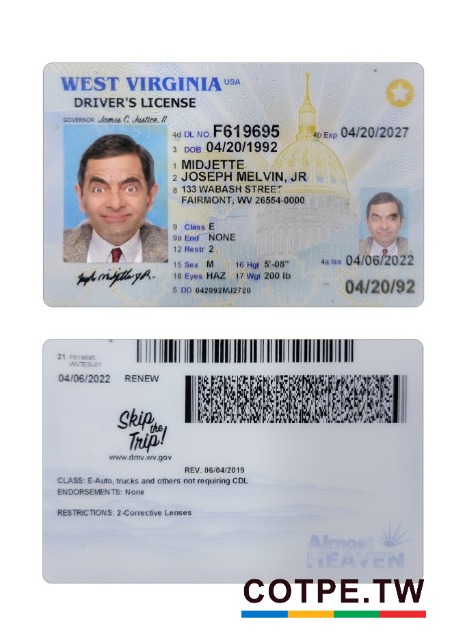 WEST VIRGINIA USA
DRIVER'S LICENSE
GOVERNOR James C. Justice, II
4d DL NO. F619695 4b Exp 04/20/2027
3 DOB 04/20/1992
1 MIDJETTE
2 JOSEPH MELVIN, JR
8 133 WABASH STREET
FAIRMONT, WV 26554-0000
9 Class E
9a End NONE
12 Restr 2
15 Sex M 16 Hgt 5'-08" 4a Iss 04/06/2022
18 Eyes HAZ 17 Wgt 200 lb
5 DD 042092MJ2720 04/20/92
21 F619695
WVTESL01
04/06/2022 RENEW
Skip
the
Trip!
www.dmv.wv.gov
REV. 06/04/2019
CLASS: E-Auto, trucks and others not requiring CDL
ENDORSEMENTS: None
RESTRICTIONS: 2-Corrective Lenses
Almost
HEAVEN
COTPE.TW